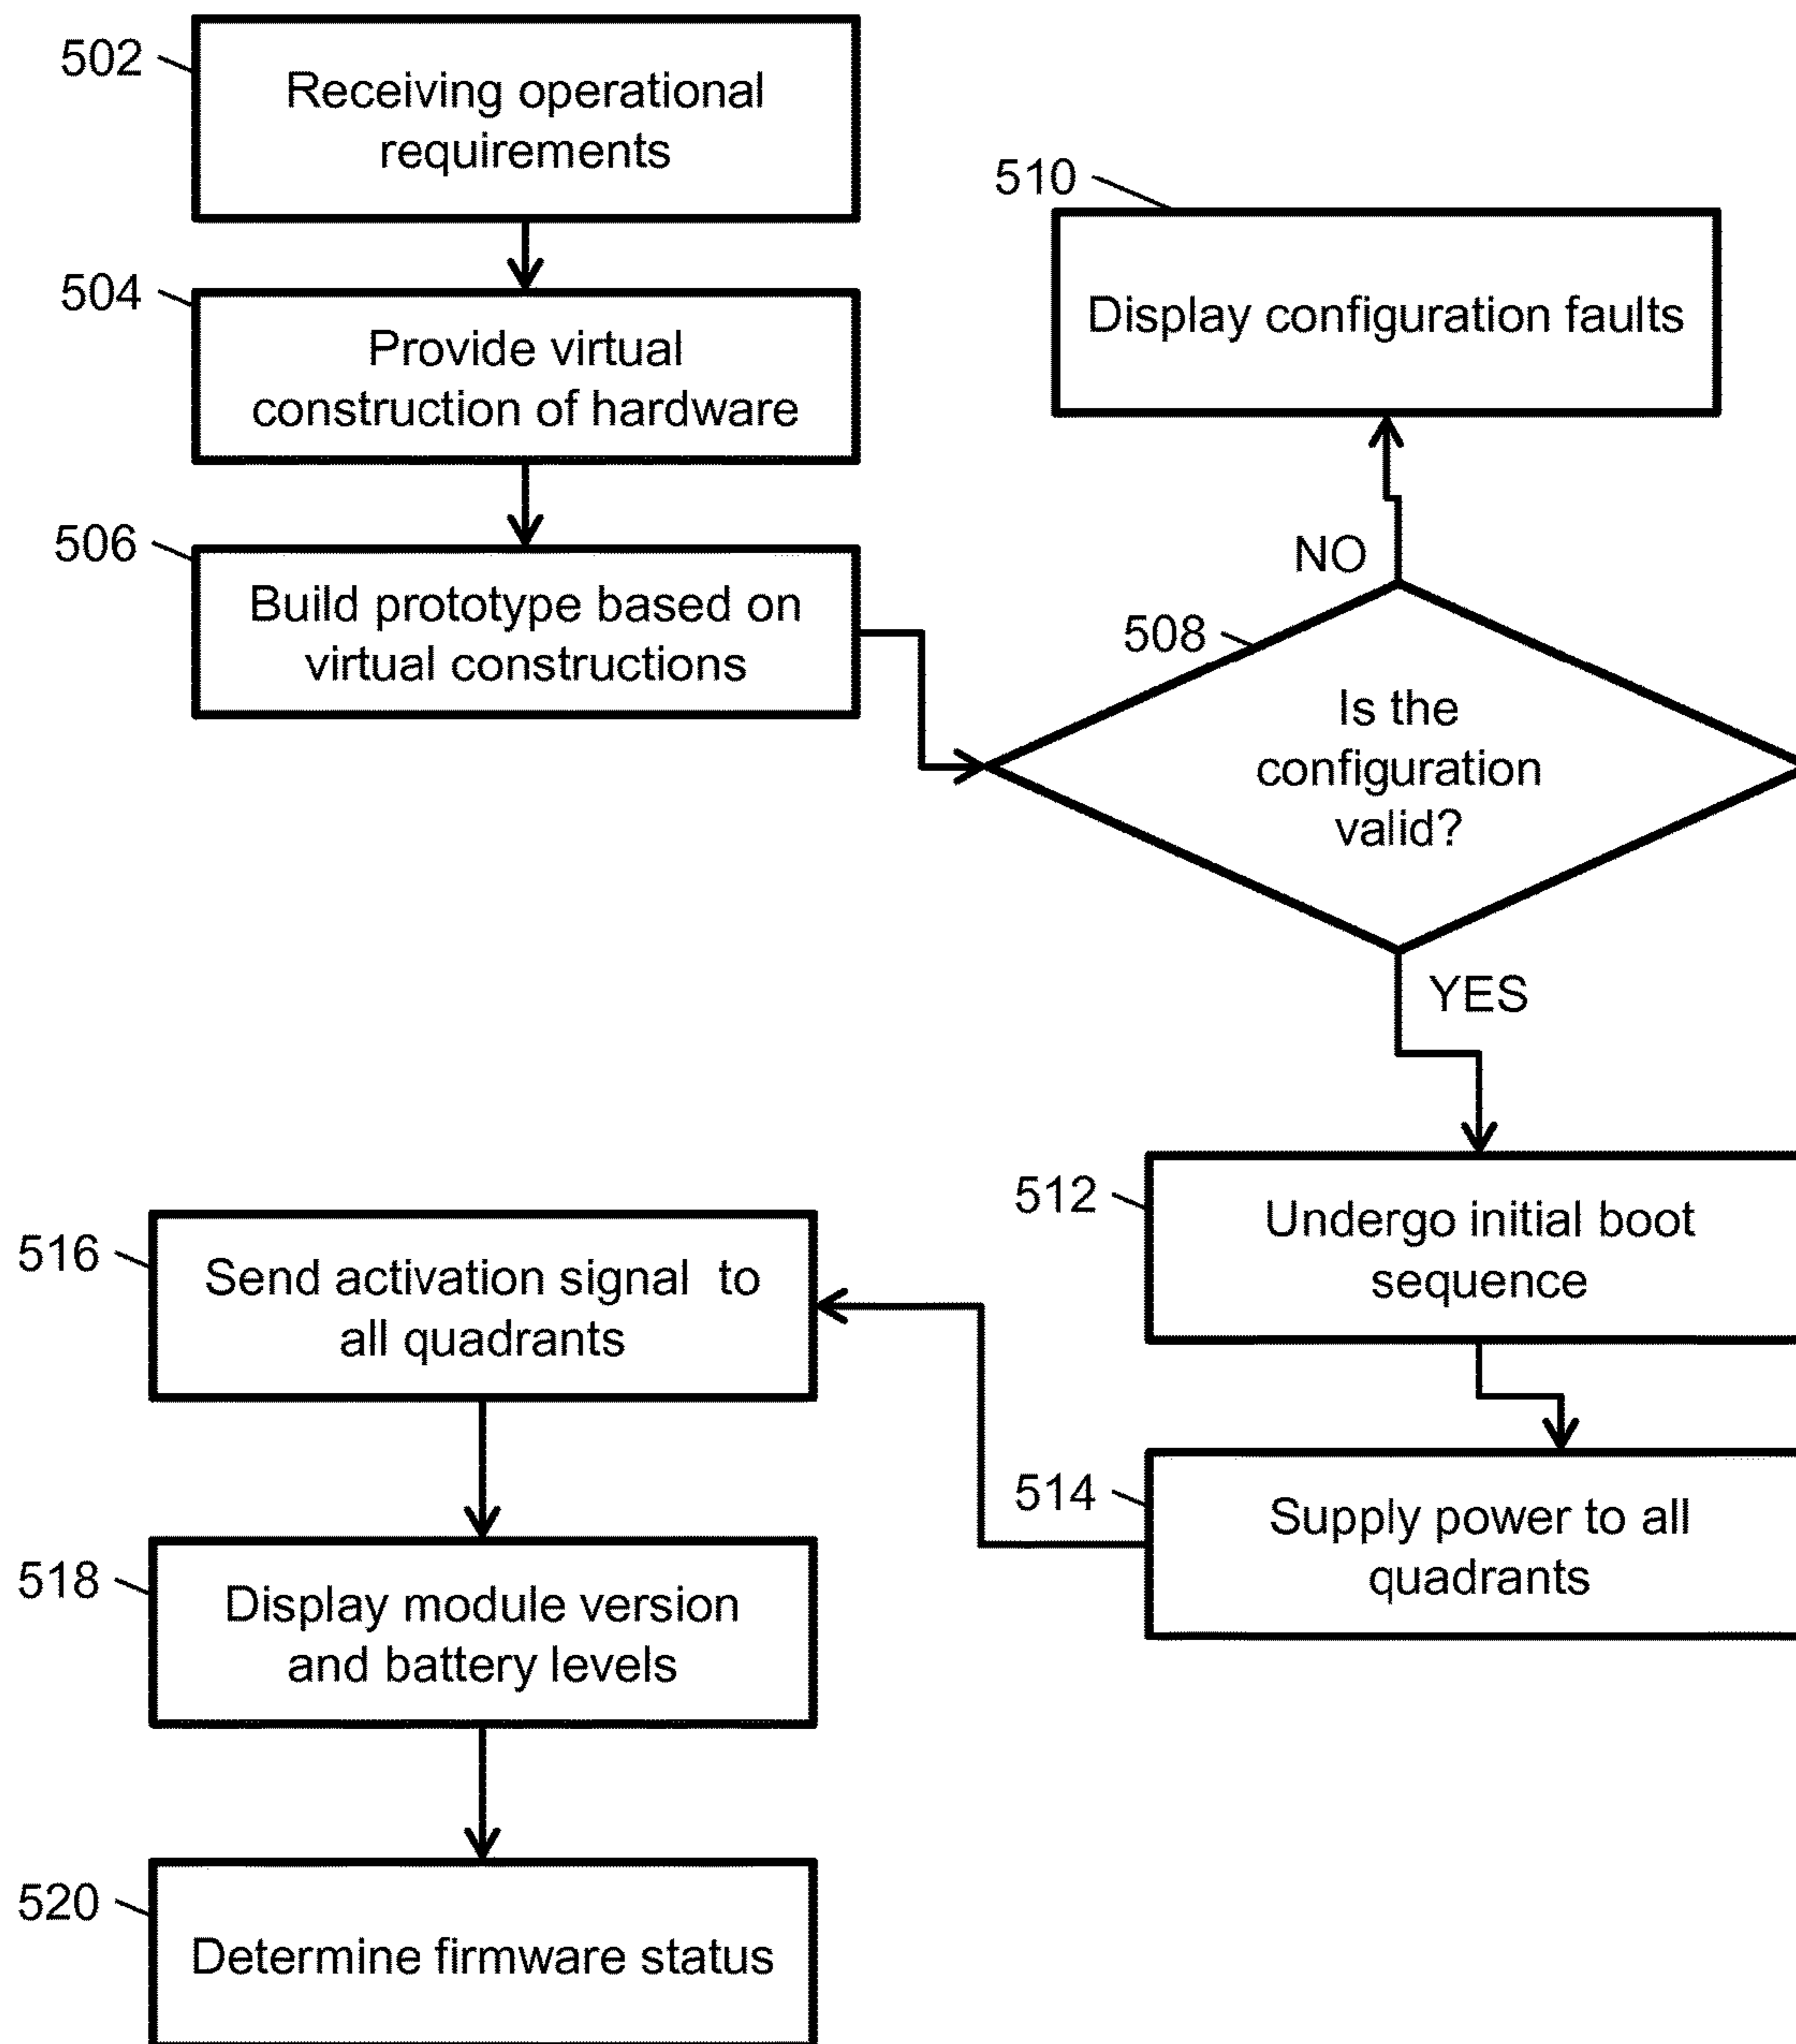 502
Receiving operational
requirements
504
Provide virtual
construction of hardware
506
Build prototype based on
virtual constructions
510
Display configuration faults
NO
508
Is the
configuration
valid?
YES
512
Undergo initial boot
sequence
514
Supply power to all
quadrants
516
Send activation signal  to
all quadrants
518
Display module version
and battery levels
520
Determine firmware status